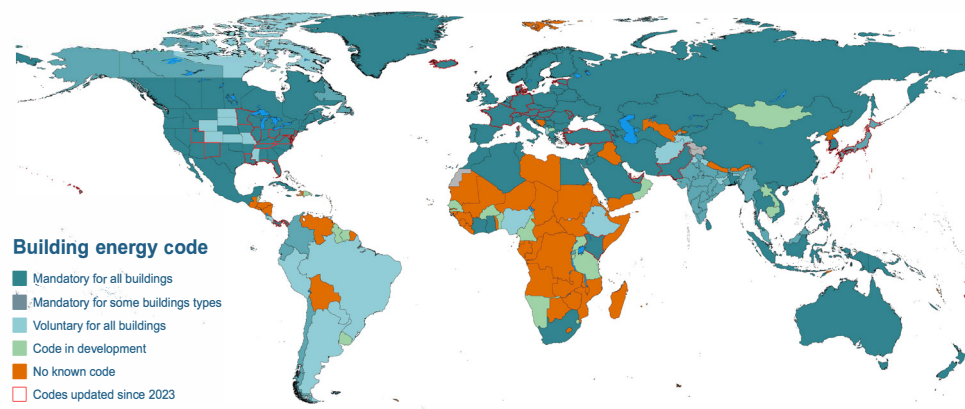 Building energy code
Mandatory for all buildings
Mandatory for some buildings types
Voluntary for all buildings
Code in development
No known code
Codes updated since 2023